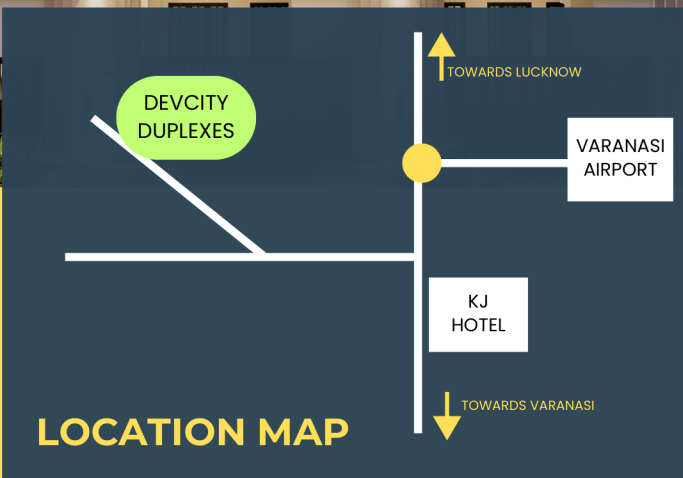 TOWARDS LUCKNOW
DEVCITY
DUPLEXES
VARANASI
AIRPORT
KJ
HOTEL
TOWARDS VARANASI
LOCATION MAP